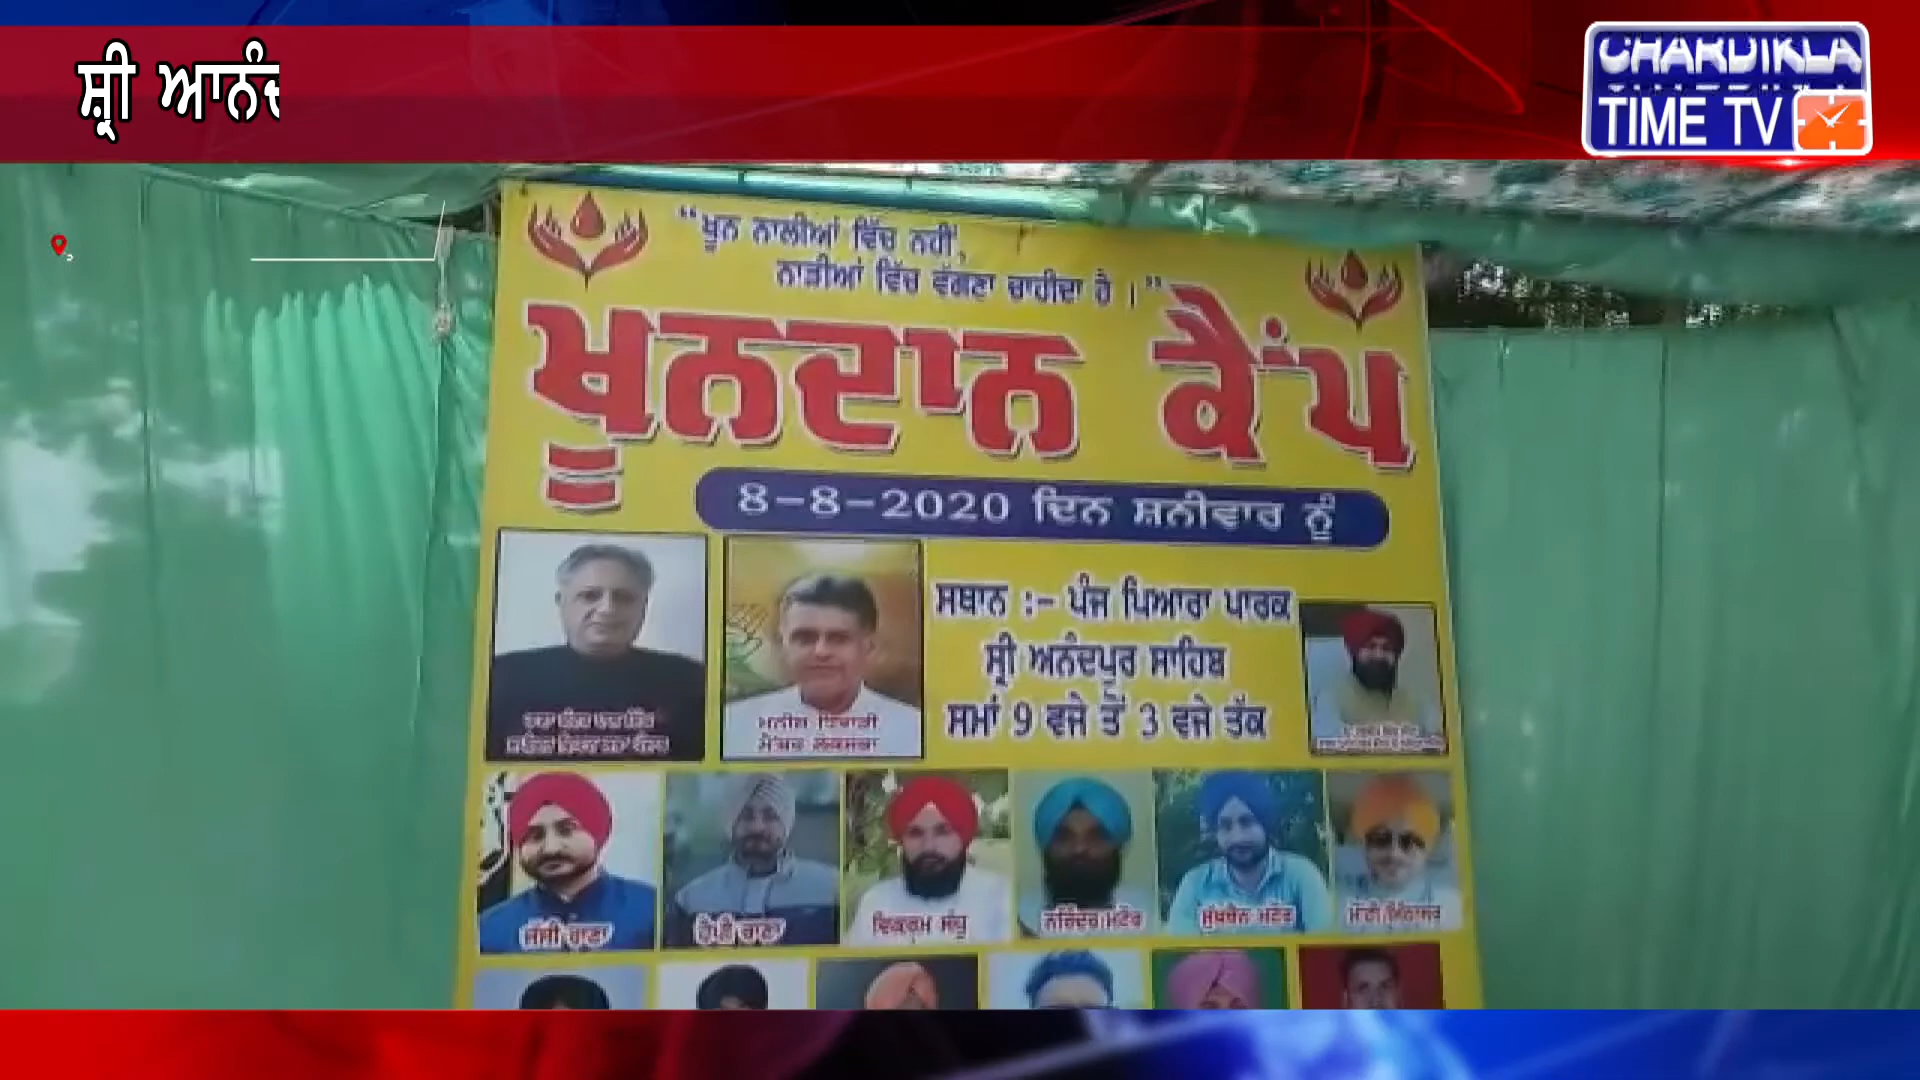 ਸ਼੍ਰੀ ਆਨੰਦ
CHARDIKLA
TIME TV
“ਖੂਨ ਨਾਲੀਆਂ ਵਿੱਚ ਨਹੀਂ,
ਨਾੜੀਆਂ ਵਿੱਚ ਵੱਗਣਾ ਚਾਹੀਦਾ ਹੈ ।”
ਖੂਨਦਾਨ ਕੈਂਪ
8-8-2020 ਦਿਨ ਸ਼ਨੀਵਾਰ ਨੂੰ
ਸਥਾਨ :- ਪੰਜ ਪਿਆਰਾ ਪਾਰਕ
ਸ੍ਰੀ ਅਨੰਦਪੁਰ ਸਾਹਿਬ
ਸਮਾਂ 9 ਵਜੇ ਤੋਂ 3 ਵਜੇ ਤੱਕ
ਮਨੀਸ਼ ਤਿਵਾੜੀ
ਮੈਂਬਰ ਲੋਕਸਭਾ
ਜੱਸੀ ਰਾਣਾ
ਹੈਪੀ ਰਾਣਾ
ਵਿਕਰਮ ਸੰਧੂ
ਨਰਿੰਦਰ ਮਟੌਰ
ਸੁਖਚੈਨ ਮਟੌਰ